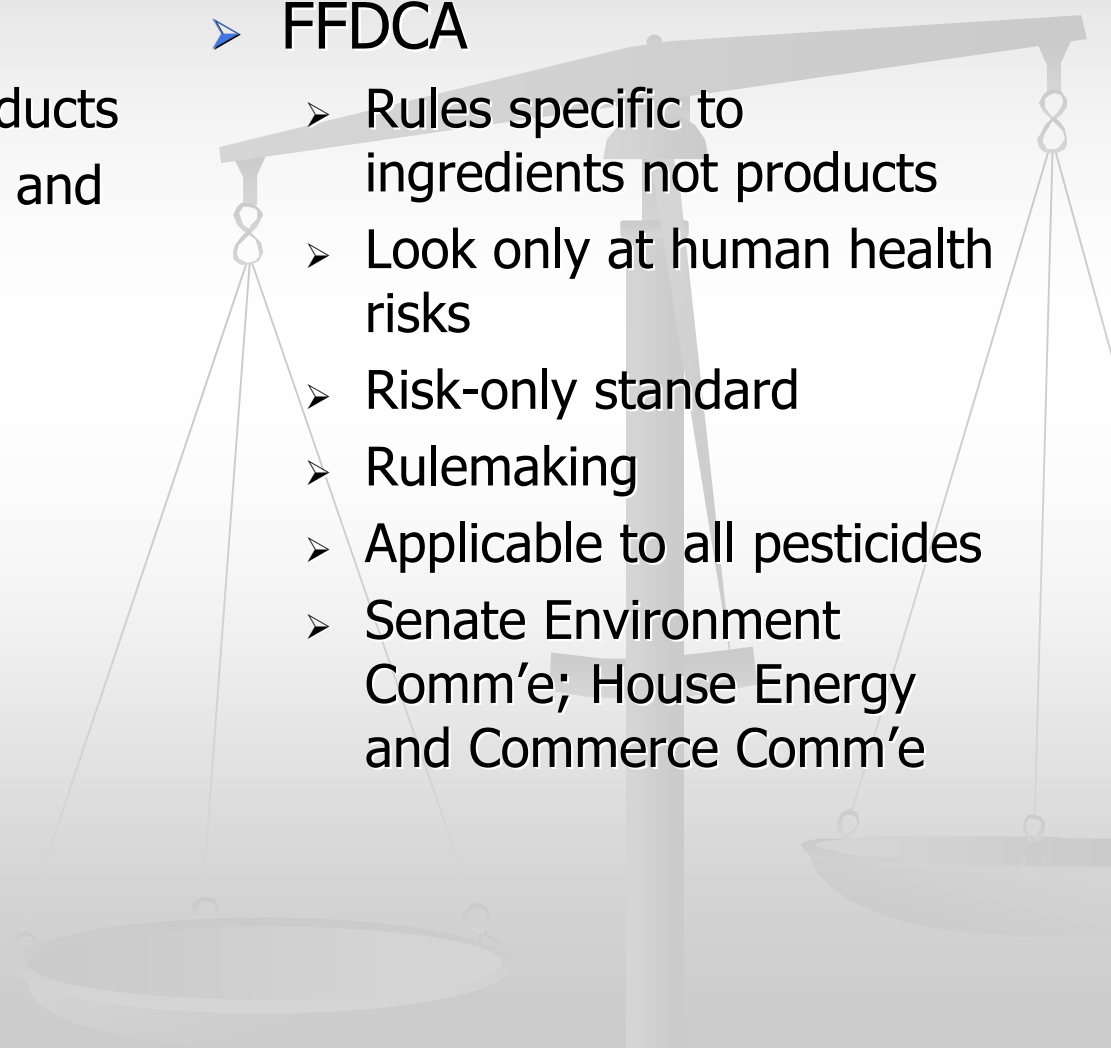 FFDCA
ducts
and
Rules specific to
ingredients not products
Look only at human health
risks
Risk-only standard
Rulemaking
Applicable to all pesticides
Senate Environment
Comm’e; House Energy
and Commerce Comm’e